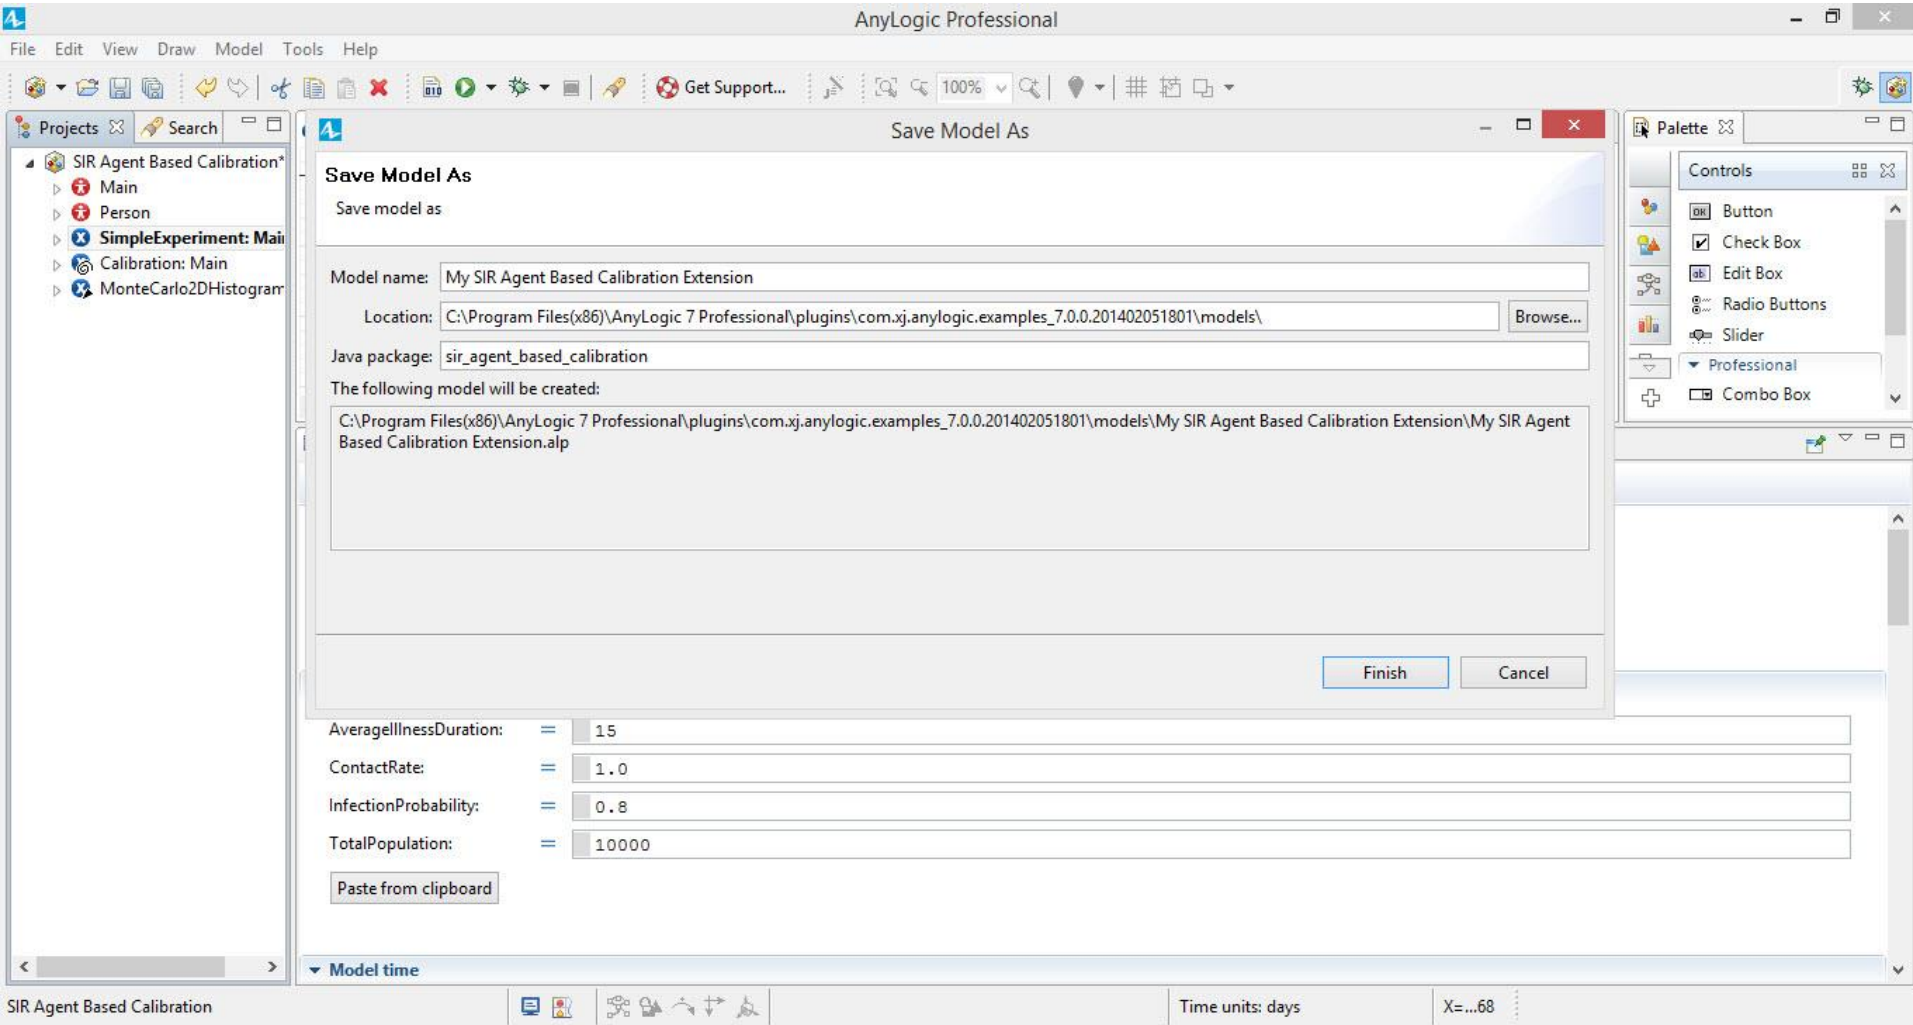 AnyLogic Professional
File Edit View Draw Model Tools Help
Get Support... 100%
Projects Search
SIR Agent Based Calibration*
Main
Person
SimpleExperiment: Mai
Calibration: Main
MonteCarlo2DHistogram
Save Model As
Save Model As
Save model as
Model name: My SIR Agent Based Calibration Extension
Location: C:\Program Files(x86)\AnyLogic 7 Professional\plugins\com.xj.anylogic.examples_7.0.0.201402051801\models\ Browse...
Java package: sir_agent_based_calibration
The following model will be created:
C:\Program Files(x86)\AnyLogic 7 Professional\plugins\com.xj.anylogic.examples_7.0.0.201402051801\models\My SIR Agent Based Calibration Extension\My SIR Agent
Based Calibration Extension.alp
Finish Cancel
Palette
Controls
OK Button
Check Box
ab Edit Box
Radio Buttons
Slider
Professional
Combo Box
AverageIllnessDuration: = 15
ContactRate: = 1.0
InfectionProbability: = 0.8
TotalPopulation: = 10000
Paste from clipboard
Model time
SIR Agent Based Calibration Time units: days X=...68